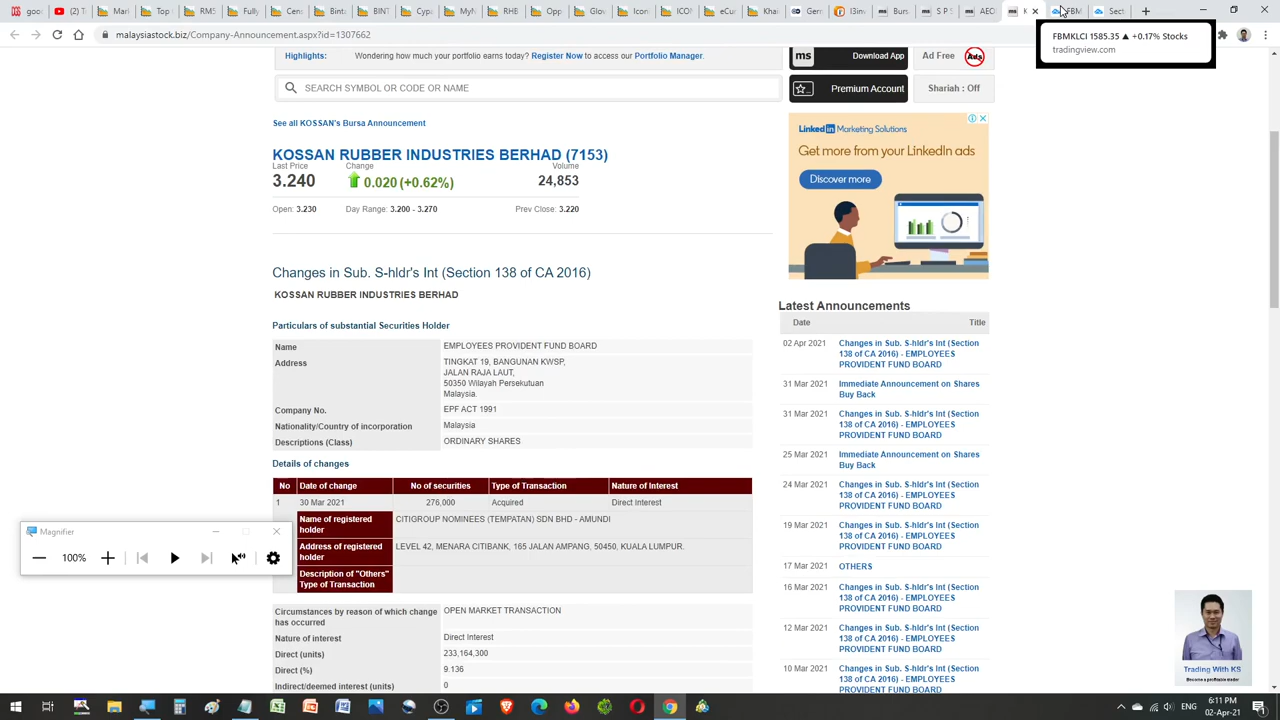 goo
Mala
(20)
BINT
MYEC
Oppo
Exter
ICON
Exter
MySt
FBM
FBM
malaysiastock.biz/Company-Announcement.aspx?id=1370662
FBMKLCI 1585.35 ▲ +0.17% Stocks
tradingview.com
Highlights:
Wondering how much your portfolio earns today? Register Now to access our Portfolio Manager.
ms
Download App
Ad Free
Ads
SEARCH SYMBOL OR CODE OR NAME
Premium Account
Shariah : Off
See all KOSSAN's Bursa Announcement
KOSSAN RUBBER INDUSTRIES BERHAD (7153)
Last Price
Change
Volume
3.240
0.020 (+0.62%)
24,853
Open: 3.230
Day Range: 3.200 - 3.270
Prev Close: 3.220
Linked in Marketing Solutions
Get more from your LinkedIn ads
Discover more
Changes in Sub. S-hldr's Int (Section 138 of CA 2016)
KOSSAN RUBBER INDUSTRIES BERHAD
Particulars of substantial Securities Holder
Name
EMPLOYEES PROVIDENT FUND BOARD
Address
TINGKAT 19, BANGUNAN KWSP,
JALAN RAJA LAUT,
50350 Wilayah Persekutuan
Malaysia.
Company No.
EPF ACT 1991
Nationality/Country of incorporation
Malaysia
Descriptions (Class)
ORDINARY SHARES
Details of changes
No Date of change No of securities Type of Transaction Nature of Interest
1 30 Mar 2021 276,000 Acquired Direct Interest
Name of registered
holder
CITIGROUP NOMINEES (TEMPATAN) SDN BHD - AMUNDI
Address of registered
holder
LEVEL 42, MENARA CITIBANK, 165 JALAN AMPANG, 50450, KUALA LUMPUR.
Description of "Others"
Type of Transaction
Circumstances by reason of which change
has occurred
OPEN MARKET TRANSACTION
Nature of interest
Direct Interest
Direct (units)
233,164,300
Direct (%)
9.136
Indirect/deemed interest (units)
0
Magnifier
100%
Latest Announcements
Date Title
02 Apr 2021 Changes in Sub. S-hldr's Int (Section
138 of CA 2016) - EMPLOYEES
PROVIDENT FUND BOARD
31 Mar 2021 Immediate Announcement on Shares
Buy Back
31 Mar 2021 Changes in Sub. S-hldr's Int (Section
138 of CA 2016) - EMPLOYEES
PROVIDENT FUND BOARD
25 Mar 2021 Immediate Announcement on Shares
Buy Back
24 Mar 2021 Changes in Sub. S-hldr's Int (Section
138 of CA 2016) - EMPLOYEES
PROVIDENT FUND BOARD
19 Mar 2021 Changes in Sub. S-hldr's Int (Section
138 of CA 2016) - EMPLOYEES
PROVIDENT FUND BOARD
17 Mar 2021 OTHERS
16 Mar 2021 Changes in Sub. S-hldr's Int (Section
138 of CA 2016) - EMPLOYEES
PROVIDENT FUND BOARD
12 Mar 2021 Changes in Sub. S-hldr's Int (Section
138 of CA 2016) - EMPLOYEES
PROVIDENT FUND BOARD
10 Mar 2021 Changes in Sub. S-hldr's Int (Section
138 of CA 2016) - EMPLOYEES
PROVIDENT FUND BOARD
Trading With KS
Become a profitable trader
6:11 PM
02-Apr-21